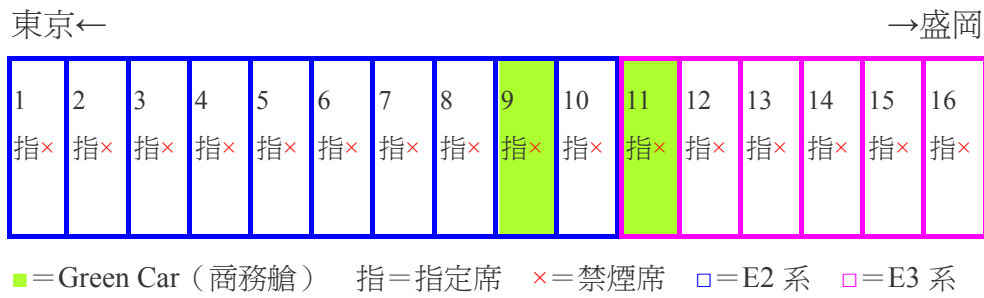 東京← →盛岡
1 2 3 4 5 6 7 8 9 10 11 12 13 14 15 16
指× 指× 指× 指× 指× 指× 指× 指× 指× 指× 指× 指× 指× 指× 指× 指×
■＝Green Car（商務艙） 指＝指定席 ×＝禁煙席 □＝E2 系 □＝E3 系